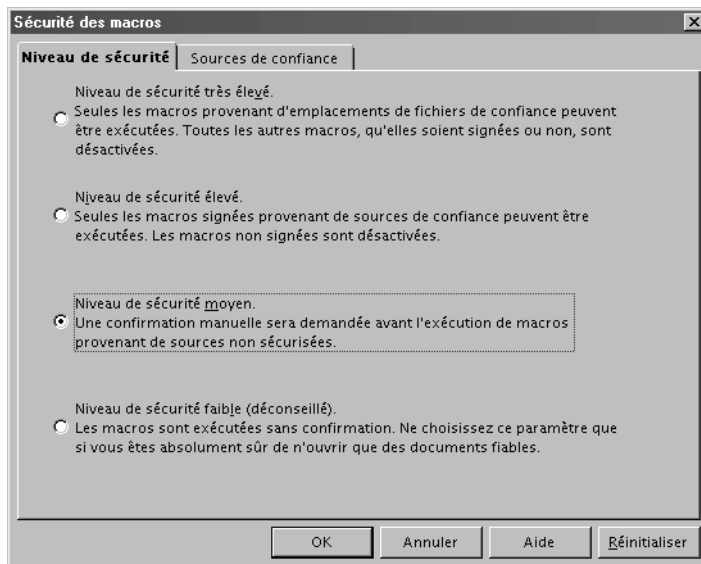 Sécurité des macros
Niveau de sécurité
Sources de confiance
Niveau de sécurité très élevé.
Seules les macros provenant d'emplacements de fichiers de confiance peuvent
être exécutées. Toutes les autres macros, qu'elles soient signées ou non, sont
désactivées.
Niveau de sécurité élevé.
Seules les macros signées provenant de sources de confiance peuvent être
exécutées. Les macros non signées sont désactivées.
Niveau de sécurité moyen.
Une confirmation manuelle sera demandée avant l'exécution de macros
provenant de sources non sécurisées.
Niveau de sécurité faible (déconseillé).
Les macros sont exécutées sans confirmation. Ne choisissez ce paramètre que
si vous êtes absolument sûr de n'ouvrir que des documents fiables.
OK
Annuler
Aide
Réinitialiser